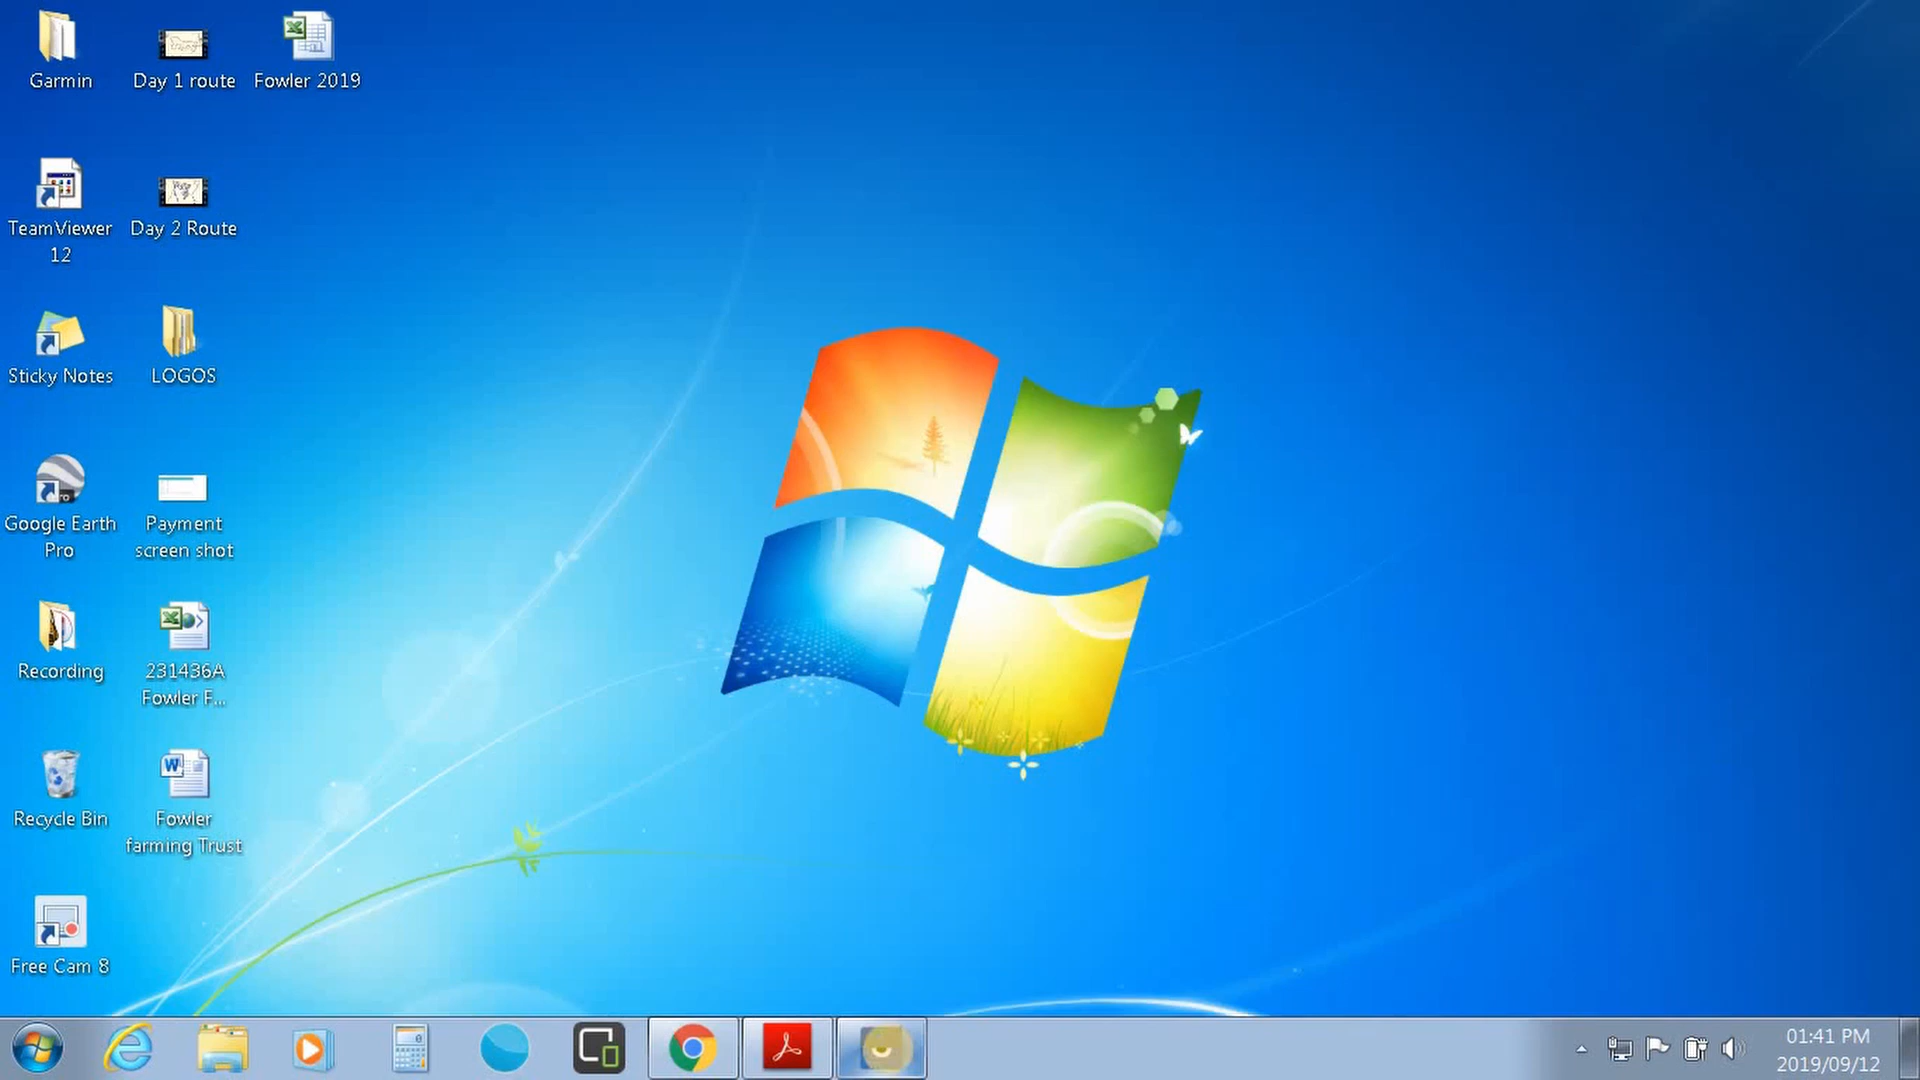 Garmin
Day 1 route
Fowler 2019
TeamViewer
12
Day 2 Route
Sticky Notes
LOGOS
Google Earth
Pro
Payment
screen shot
Recording
231436A
Fowler F...
Recycle Bin
Fowler
farming Trust
Free Cam 8
01:41 PM
2019/09/12